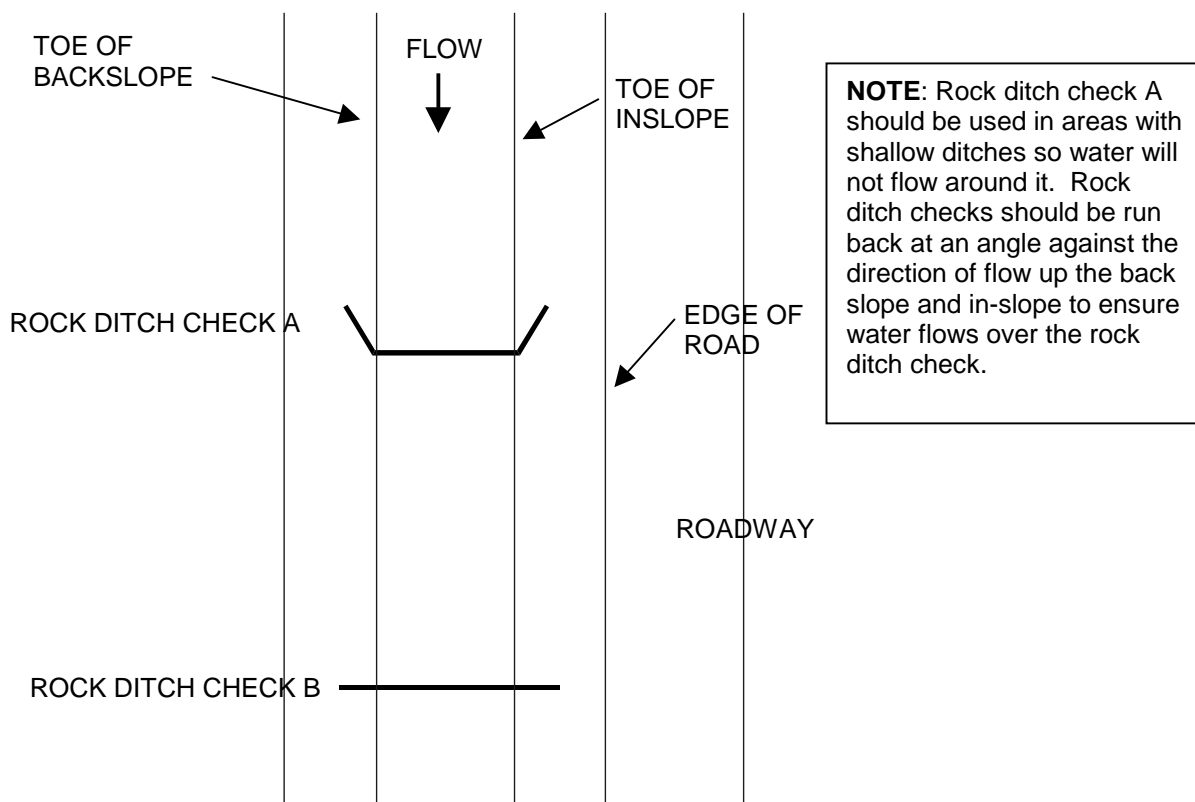 TOE OF
BACKSLOPE
FLOW
TOE OF
INSLOPE
NOTE: Rock ditch check A
should be used in areas with
shallow ditches so water will
not flow around it. Rock
ditch checks should be run
back at an angle against the
direction of flow up the back
slope and in-slope to ensure
water flows over the rock
ditch check.
ROCK DITCH CHECK A
EDGE OF
ROAD
ROADWAY
ROCK DITCH CHECK B